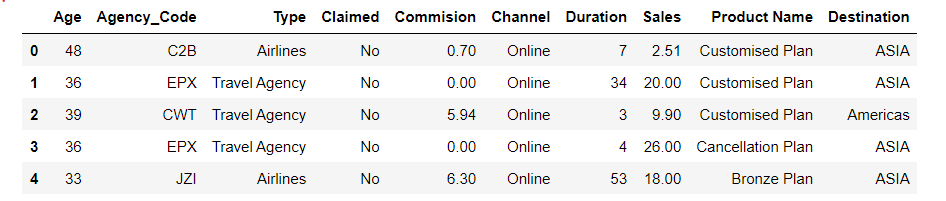 Age Agency_Code Type Claimed Commision Channel Duration Sales Product Name Destination
0 48 C2B Airlines No 0.70 Online 7 2.51 Customised Plan ASIA
1 36 EPX Travel Agency No 0.00 Online 34 20.00 Customised Plan ASIA
2 39 CWT Travel Agency No 5.94 Online 3 9.90 Customised Plan Americas
3 36 EPX Travel Agency No 0.00 Online 4 26.00 Cancellation Plan ASIA
4 33 JZI Airlines No 6.30 Online 53 18.00 Bronze Plan ASIA